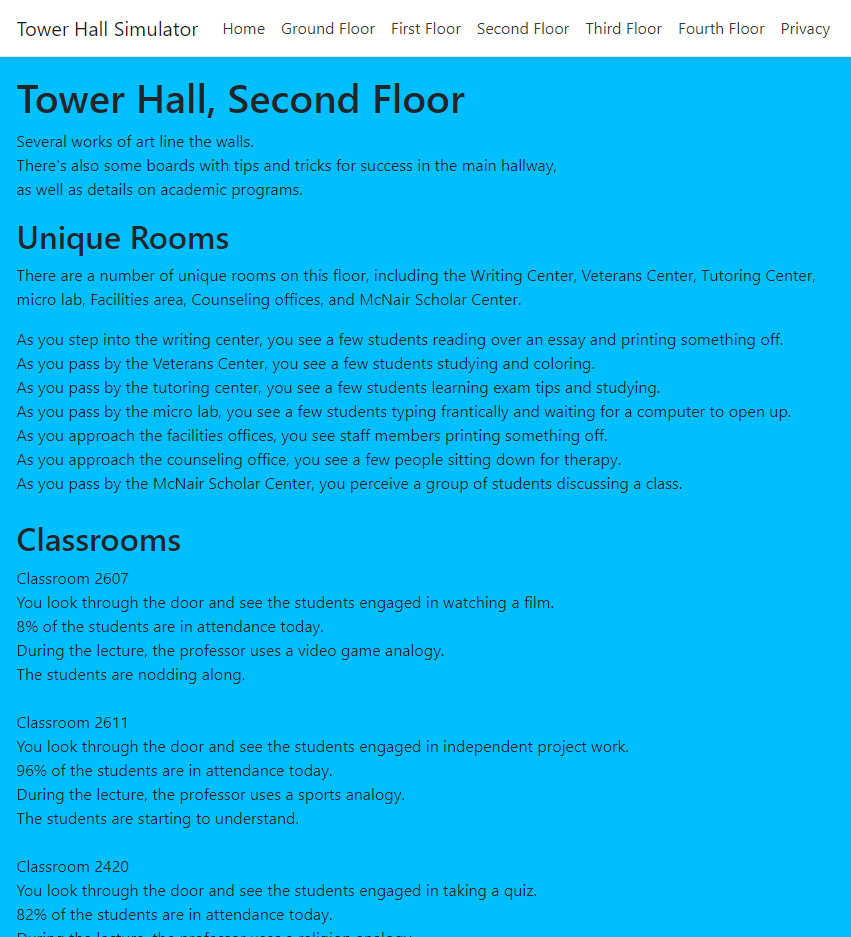 Tower Hall Simulator Home Ground Floor First Floor Second Floor Third Floor Fourth Floor Privacy
Tower Hall, Second Floor
Several works of art line the walls.
There's also some boards with tips and tricks for success in the main hallway,
as well as details on academic programs.
Unique Rooms
There are a number of unique rooms on this floor, including the Writing Center, Veterans Center, Tutoring Center,
micro lab, Facilities area, Counseling offices, and McNair Scholar Center.
As you step into the writing center, you see a few students reading over an essay and printing something off.
As you pass by the Veterans Center, you see a few students studying and coloring.
As you pass by the tutoring center, you see a few students learning exam tips and studying.
As you pass by the micro lab, you see a few students typing frantically and waiting for a computer to open up.
As you approach the facilities offices, you see staff members printing something off.
As you approach the counseling office, you see a few people sitting down for therapy.
As you pass by the McNair Scholar Center, you perceive a group of students discussing a class.
Classrooms
Classroom 2607
You look through the door and see the students engaged in watching a film.
8% of the students are in attendance today.
During the lecture, the professor uses a video game analogy.
The students are nodding along.
Classroom 2611
You look through the door and see the students engaged in independent project work.
96% of the students are in attendance today.
During the lecture, the professor uses a sports analogy.
The students are starting to understand.
Classroom 2420
You look through the door and see the students engaged in taking a quiz.
82% of the students are in attendance today.
During the lecture, the professor uses a religion analogy.